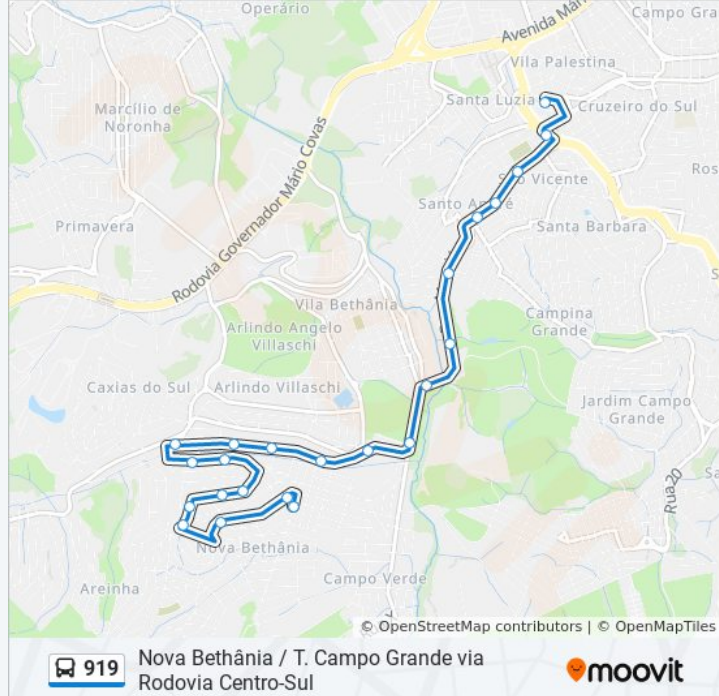 Operário
Campo Gra
Avenida Mári
Vila Palestina
Santa Luzia
Cruzeiro do Sul
Marcílio de
Noronha
Rodovia Governador Mário Covas
São Vicente
Ros
Santo André
Primavera
Santa Barbara
Vila Bethânia
Campina
Grande
Arlindo Angelo
Villaschi
Caxias do Sul
Arlindo Villaschi
Jardim Campo
Grande
Rua20
Nova Bethânia
Campo Verde
Areinha
© OpenStreetMap contributors | © OpenMapTiles
919
Nova Bethânia / T. Campo Grande via
Rodovia Centro-Sul
moovit